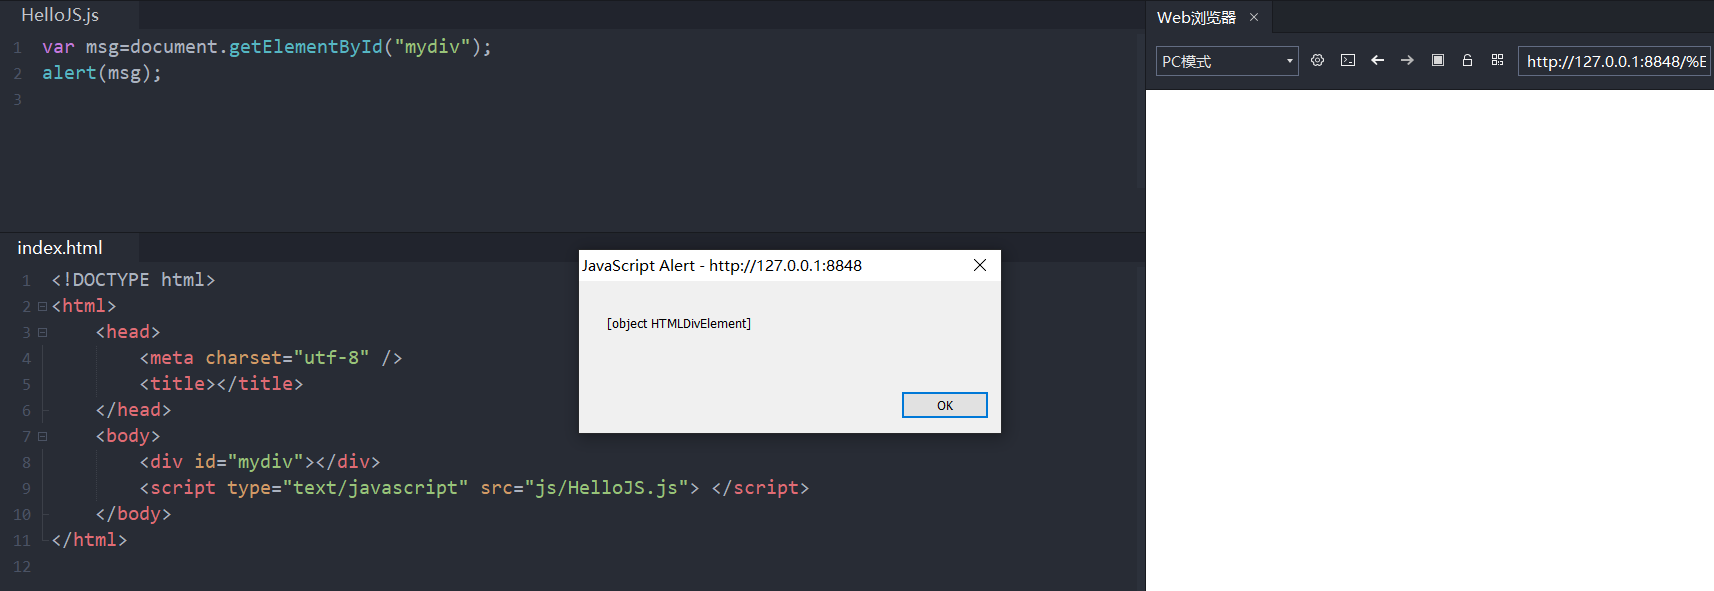 HelloJS.js
1 var msg=document.getElementById("mydiv");
2 alert(msg);
3
index.html
1 <!DOCTYPE html>
2 <html>
3 <head>
4 <meta charset="utf-8" />
5 <title></title>
6 </head>
7 <body>
8 <div id="mydiv"></div>
9 <script type="text/javascript" src="js/HelloJS.js"> </script>
10 </body>
11 </html>
12
JavaScript Alert - http://127.0.0.1:8848
[object HTMLDivElement]
OK
Web浏览器
PC模式
http://127.0.0.1:8848/%E